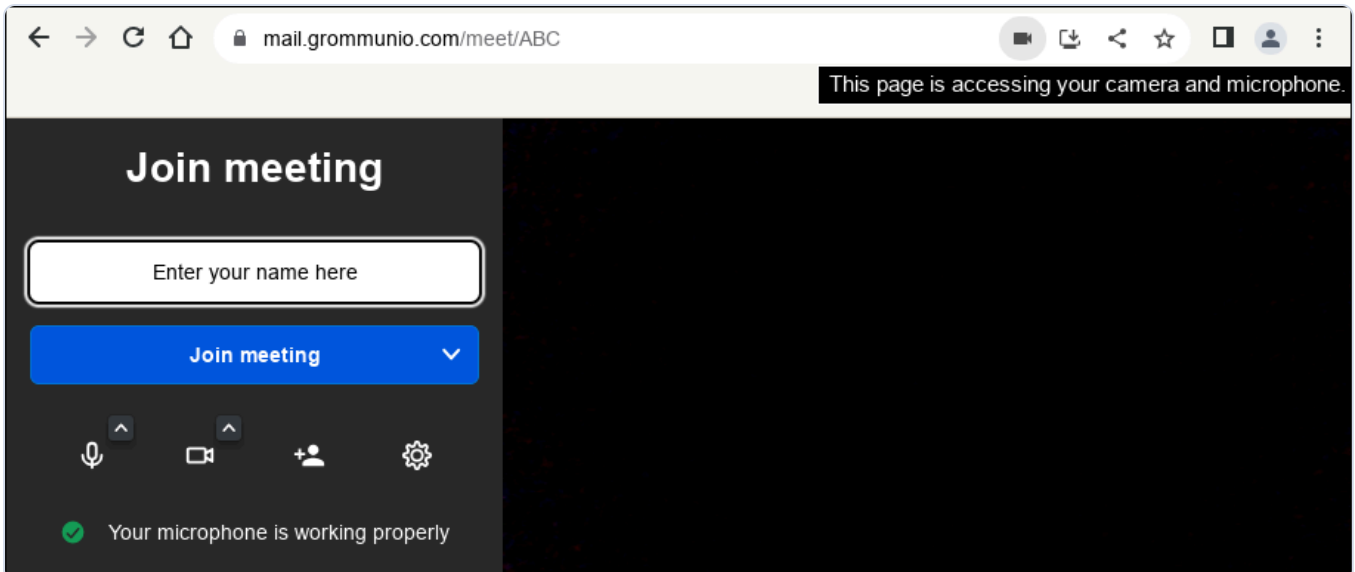 mail.grommunio.com/meet/ABC
This page is accessing your camera and microphone.
Join meeting
Enter your name here
Join meeting
Your microphone is working properly